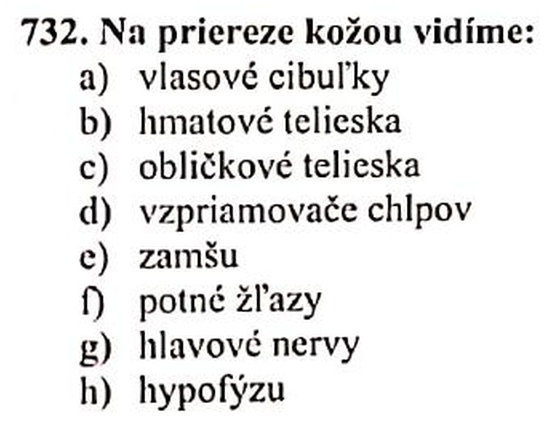 732. Na priereze kožou vidíme:
a) vlasové cibuľky
b) hmatové telieska
c) obličkové telieska
d) vzpriamovače chlpov
e) zamšu
f) potné žľazy
g) hlavové nervy
h) hypofýzu